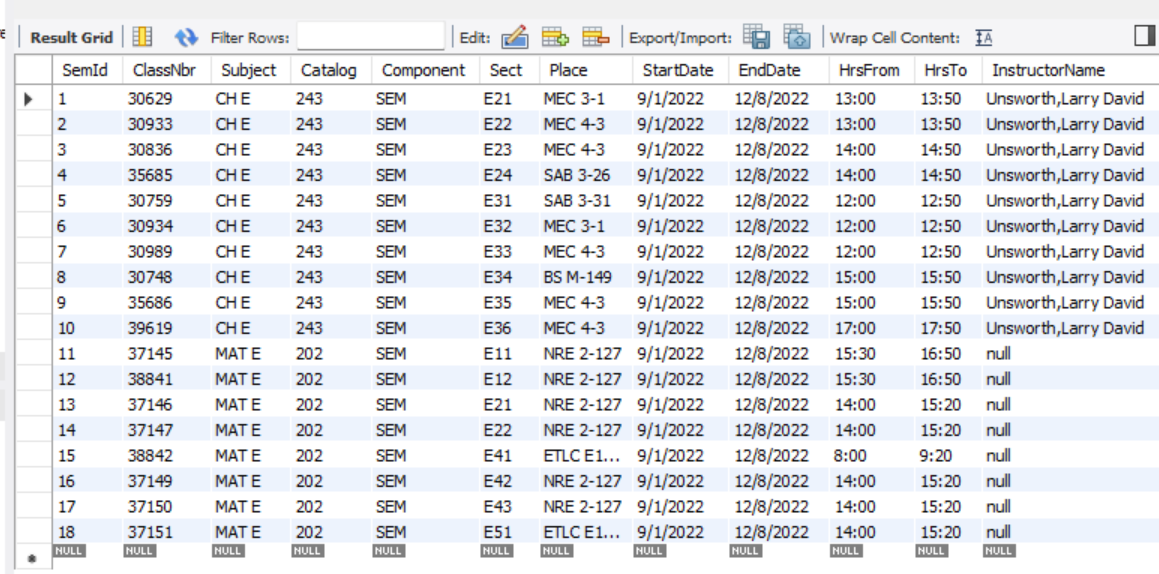 Result Grid Filter Rows: Edit: Export/Import: Wrap Cell Content:
SemId ClassNbr Subject Catalog Component Sect Place StartDate EndDate HrsFrom HrsTo InstructorName
1 30629 CH E 243 SEM E21 MEC 3-1 9/1/2022 12/8/2022 13:00 13:50 Unsworth,Larry David
2 30933 CH E 243 SEM E22 MEC 4-3 9/1/2022 12/8/2022 13:00 13:50 Unsworth,Larry David
3 30836 CH E 243 SEM E23 MEC 4-3 9/1/2022 12/8/2022 14:00 14:50 Unsworth,Larry David
4 35685 CH E 243 SEM E24 SAB 3-26 9/1/2022 12/8/2022 14:00 14:50 Unsworth,Larry David
5 30759 CH E 243 SEM E31 SAB 3-31 9/1/2022 12/8/2022 12:00 12:50 Unsworth,Larry David
6 30934 CH E 243 SEM E32 MEC 3-1 9/1/2022 12/8/2022 12:00 12:50 Unsworth,Larry David
7 30989 CH E 243 SEM E33 MEC 4-3 9/1/2022 12/8/2022 12:00 12:50 Unsworth,Larry David
8 30748 CH E 243 SEM E34 BS M-149 9/1/2022 12/8/2022 15:00 15:50 Unsworth,Larry David
9 35686 CH E 243 SEM E35 MEC 4-3 9/1/2022 12/8/2022 15:00 15:50 Unsworth,Larry David
10 39619 CH E 243 SEM E36 MEC 4-3 9/1/2022 12/8/2022 17:00 17:50 Unsworth,Larry David
11 37145 MAT E 202 SEM E11 NRE 2-127 9/1/2022 12/8/2022 15:30 16:50 null
12 38841 MAT E 202 SEM E12 NRE 2-127 9/1/2022 12/8/2022 15:30 16:50 null
13 37146 MAT E 202 SEM E21 NRE 2-127 9/1/2022 12/8/2022 14:00 15:20 null
14 37147 MAT E 202 SEM E22 NRE 2-127 9/1/2022 12/8/2022 14:00 15:20 null
15 38842 MAT E 202 SEM E41 ETLC E1... 9/1/2022 12/8/2022 8:00 9:20 null
16 37149 MAT E 202 SEM E42 NRE 2-127 9/1/2022 12/8/2022 14:00 15:20 null
17 37150 MAT E 202 SEM E43 NRE 2-127 9/1/2022 12/8/2022 14:00 15:20 null
18 37151 MAT E 202 SEM E51 ETLC E1... 9/1/2022 12/8/2022 14:00 15:20 null
NULL NULL NULL NULL NULL NULL NULL NULL NULL NULL NULL NULL